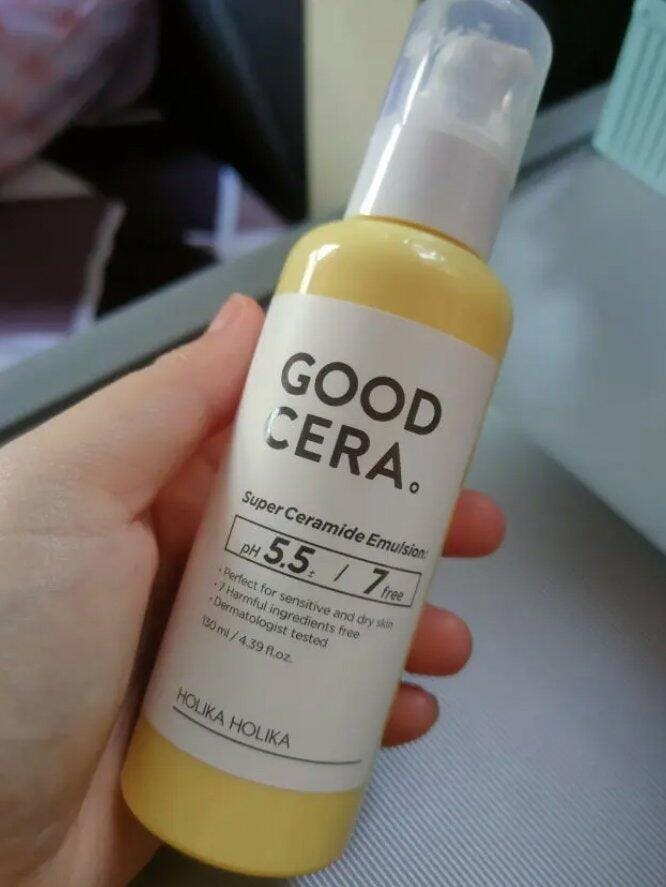 GOOD
CERA.
Super Ceramide Emulsion:
pH 5.5± / 7 free
• Perfect for sensitive and dry skin
• 7 Harmful ingredients free
• Dermatologist tested
130 ml / 4.39 fl.oz.
HOLIKA HOLIKA